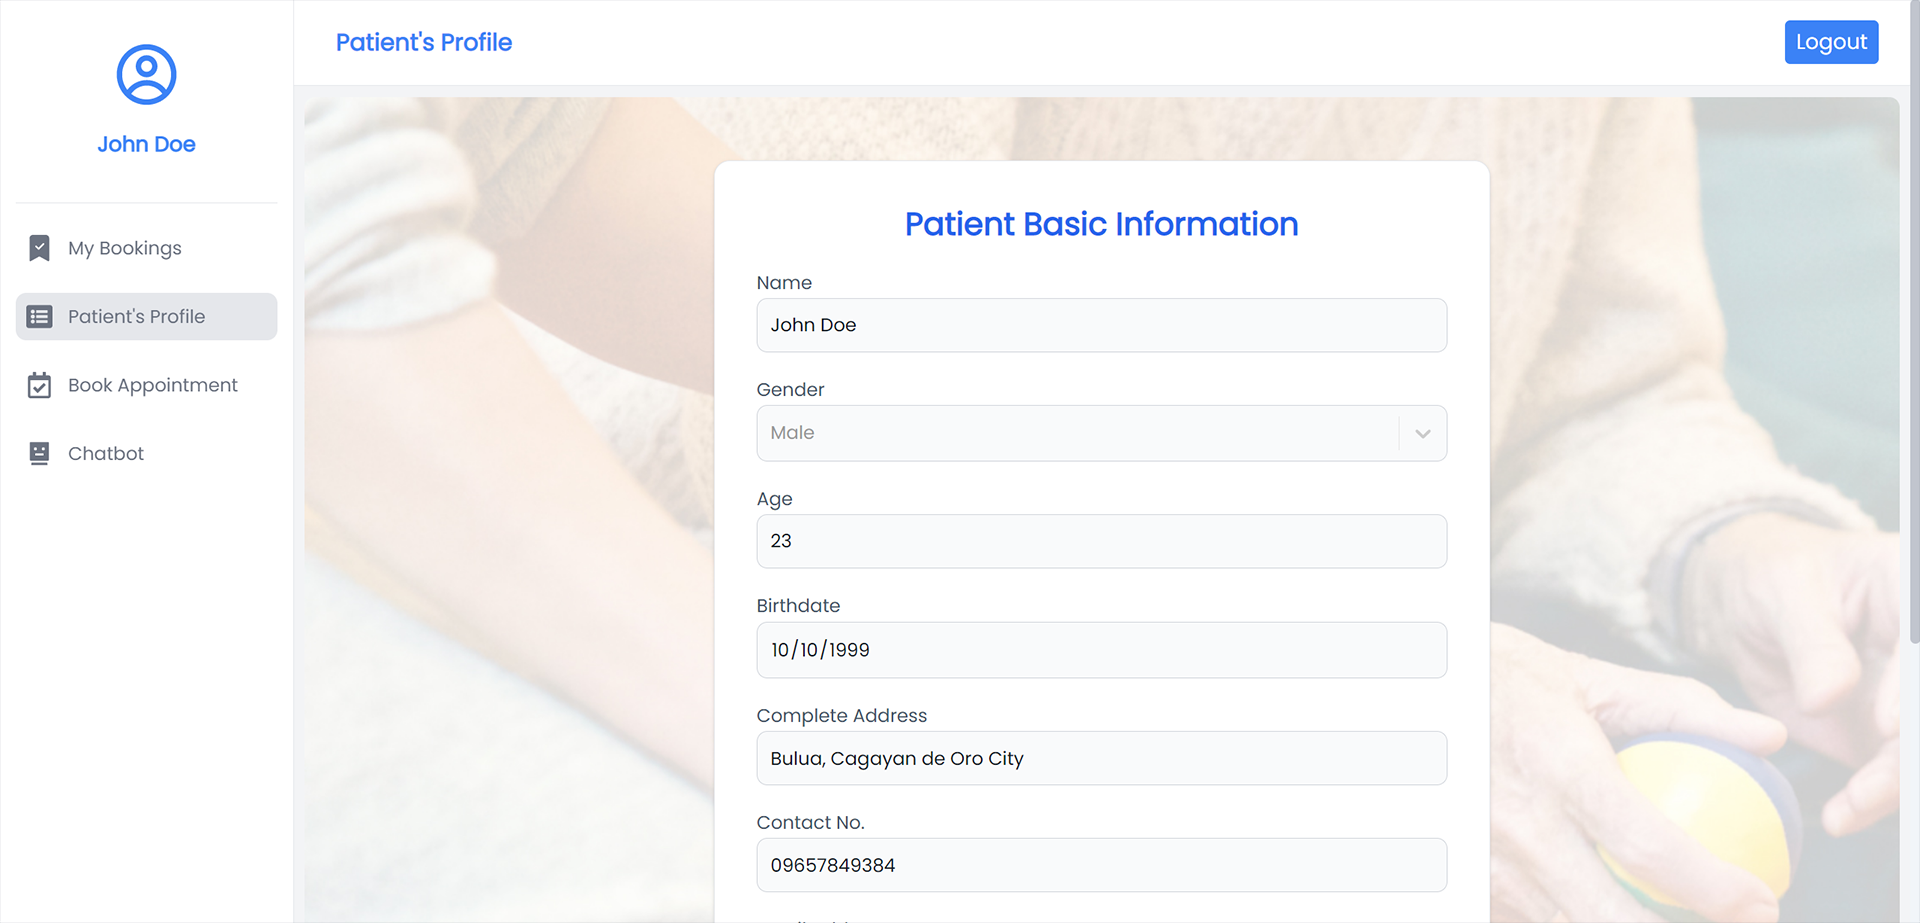 John Doe
My Bookings
Patient's Profile
Book Appointment
Chatbot
Patient's Profile
Logout
Patient Basic Information
Name
John Doe
Gender
Male
Age
23
Birthdate
10/10/1999
Complete Address
Bulua, Cagayan de Oro City
Contact No.
09657849384